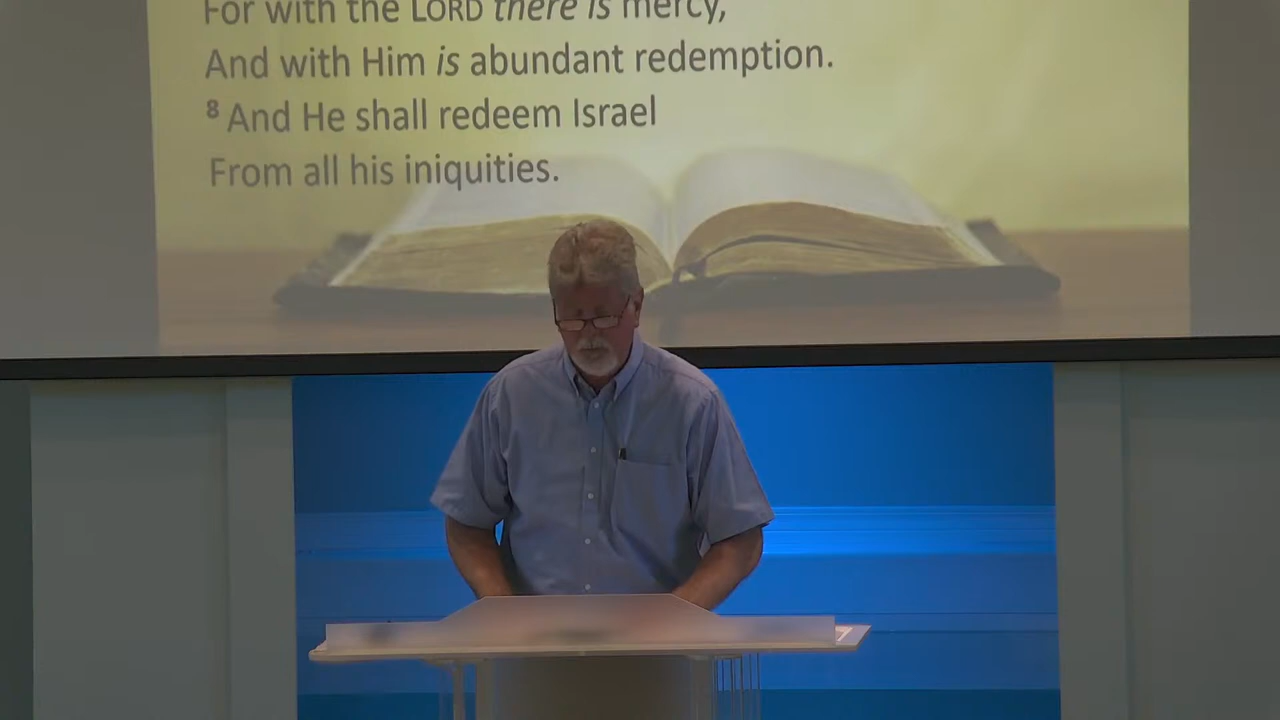 For with the LORD there is mercy,
And with Him is abundant redemption.
8 And He shall redeem Israel
From all his iniquities.